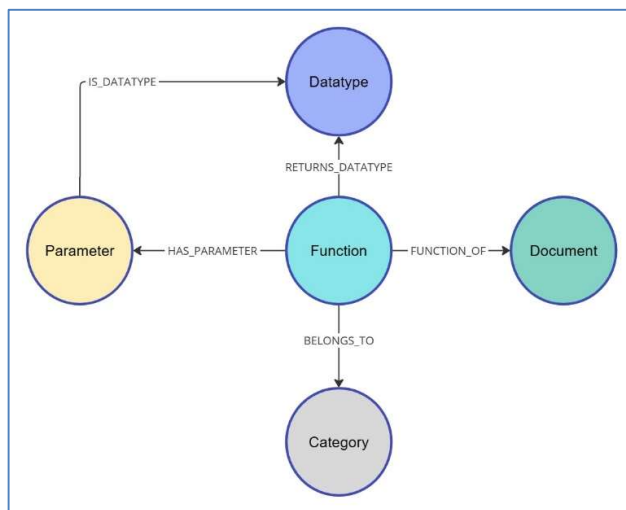 IS_DATATYPE
Datatype
RETURNS_DATATYPE
Parameter
HAS_PARAMETER
Function
FUNCTION_OF
Document
BELONGS_TO
Category